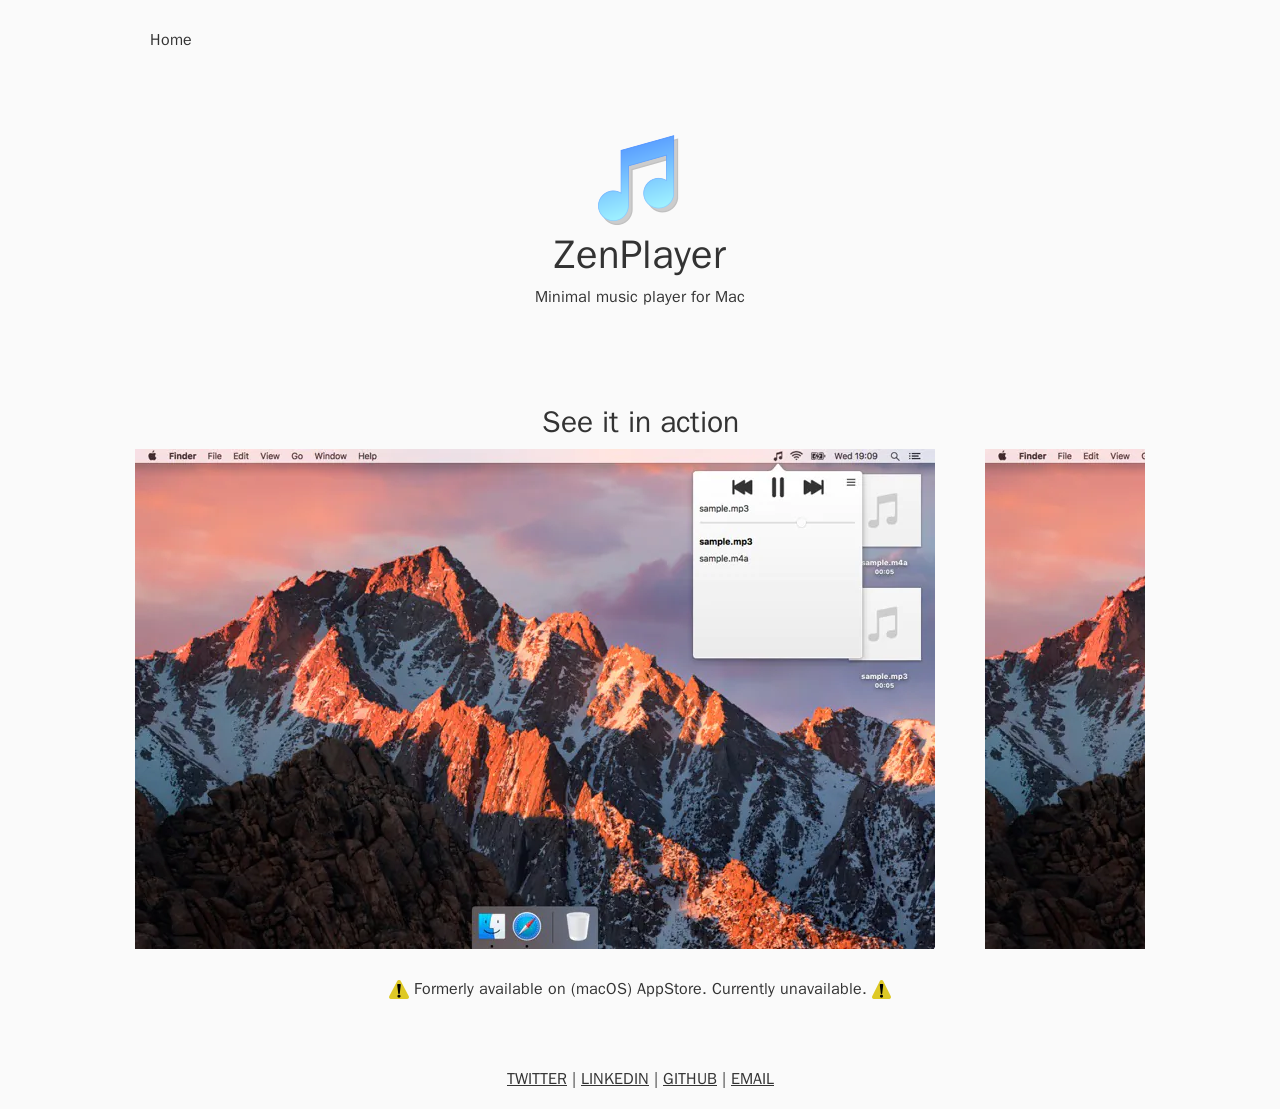 Home
ZenPlayer
Minimal music player for Mac
See it in action
Finder File Edit View Go Window Help Wed 19:09
sample.mp3
sample.mp3
sample.m4a
sample.m4a
00:05
sample.mp3
00:05
Finder File Edit View
⚠️ Formerly available on (macOS) AppStore. Currently unavailable. ⚠️
TWITTER | LINKEDIN | GITHUB | EMAIL